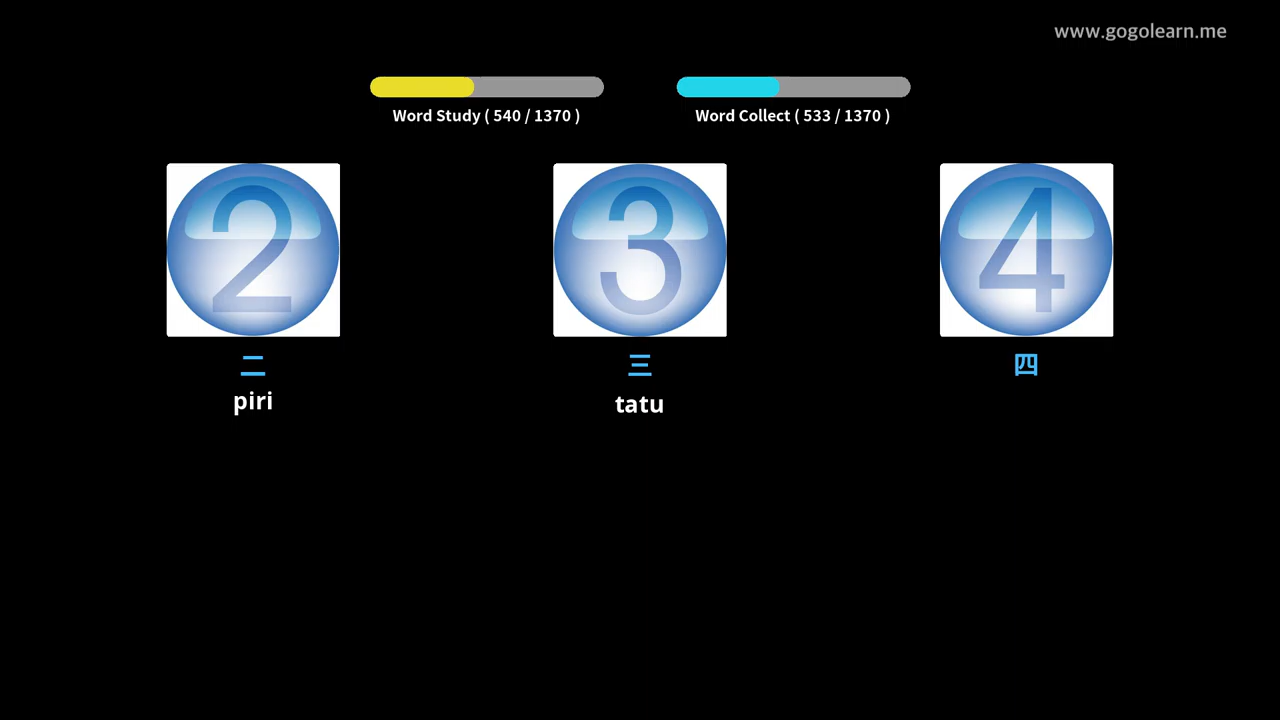 www.gogolearn.me
Word Study ( 540 / 1370 )
Word Collect ( 533 / 1370 )
2
3
4
二
三
四
piri
tatu